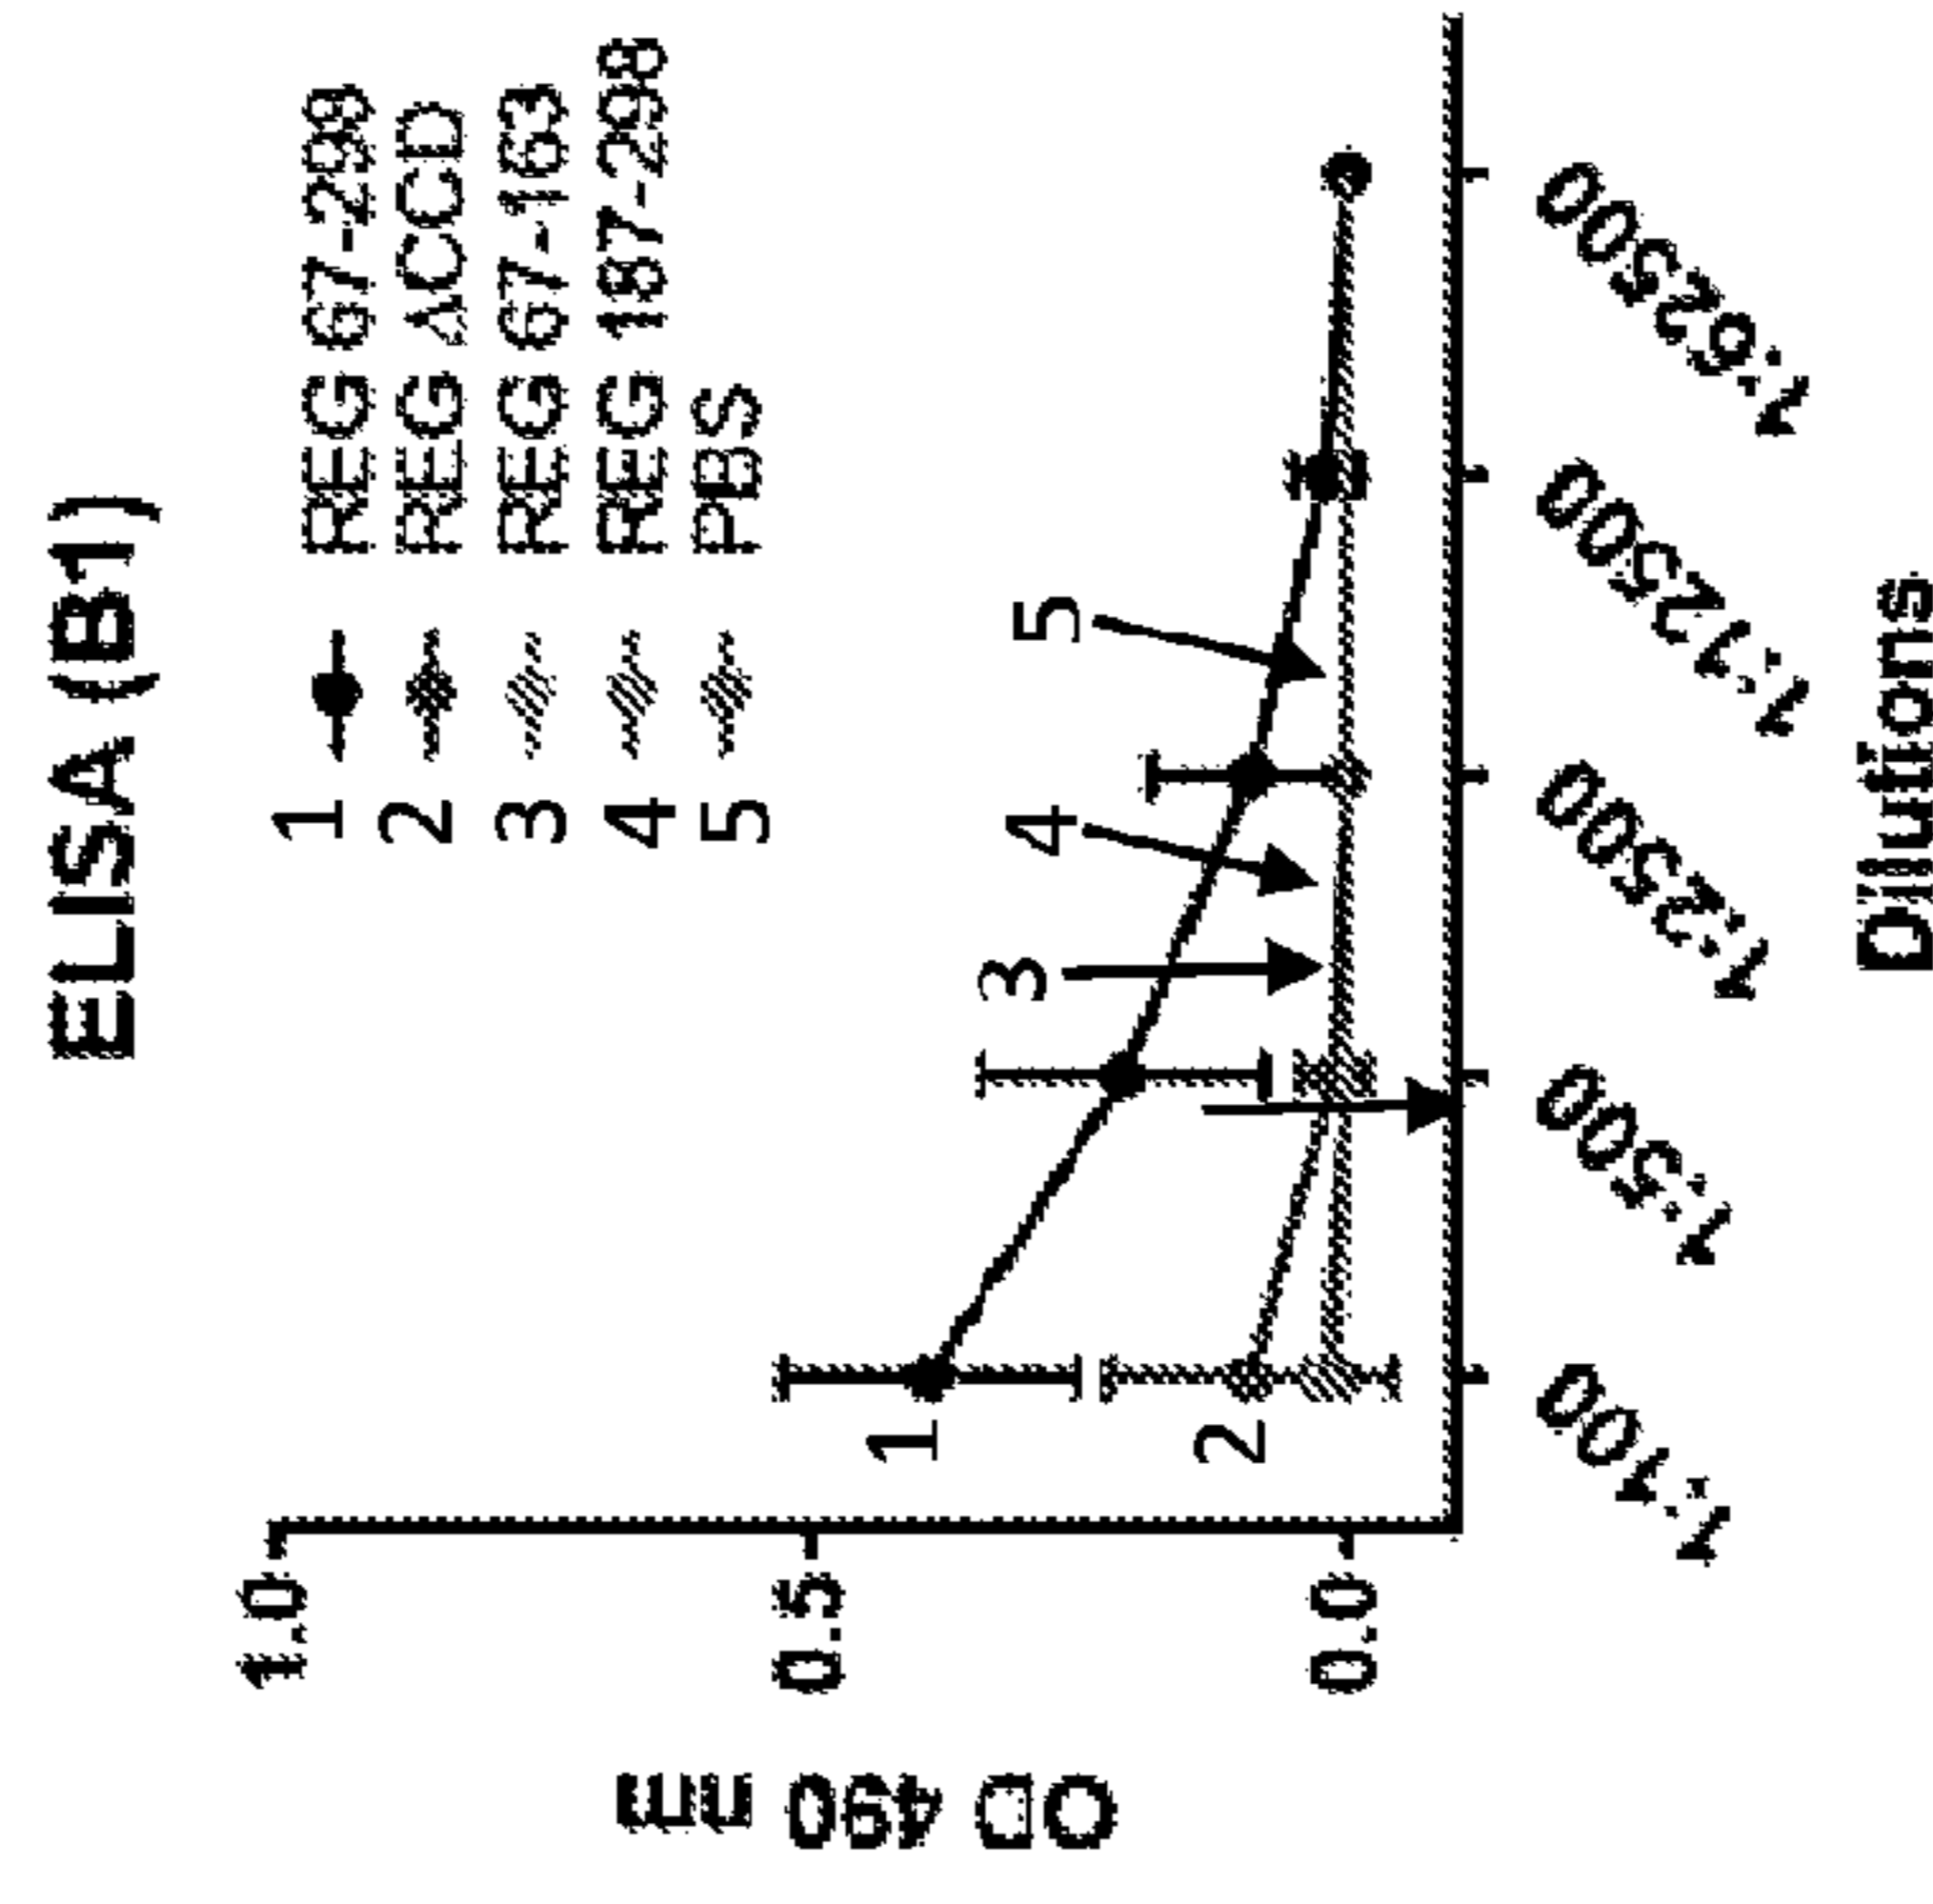 ELISA (B1)
1 REG 67-299
2 REG ΔCCD
3 REG 67-163
4 REG 187-298
5 PBS
OD 490 nm
1.0
0.5
0.0
1
2
3
4
5
1:100
1:500
1:2500
1:12500
1:62500
Dilutions